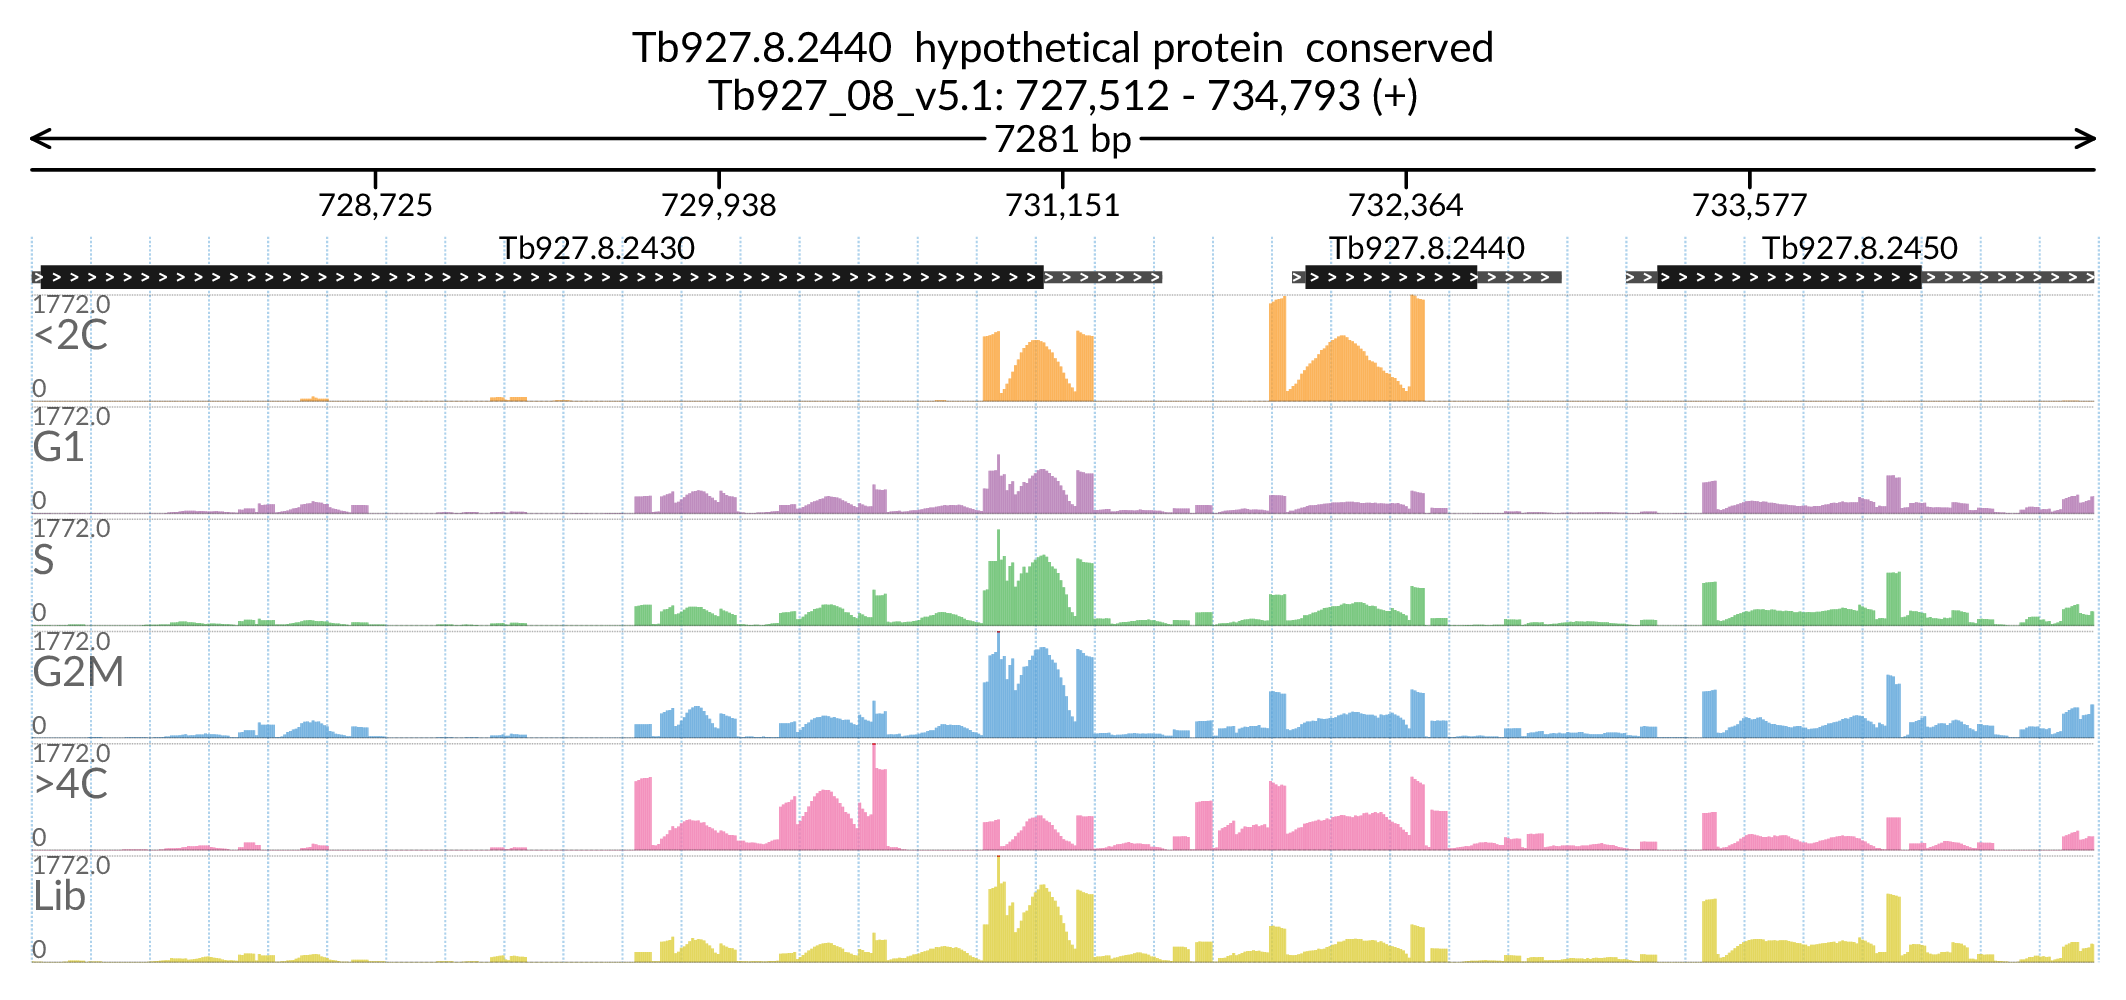 Tb927.8.2440  hypothetical protein  conserved
Tb927_08_v5.1: 727,512 - 734,793 (+)
7281 bp
728,725 729,938 731,151 732,364 733,577
Tb927.8.2430 Tb927.8.2440 Tb927.8.2450
1772.0
<2C
0
1772.0
G1
0
1772.0
S
0
1772.0
G2M
0
1772.0
>4C
0
1772.0
Lib
0